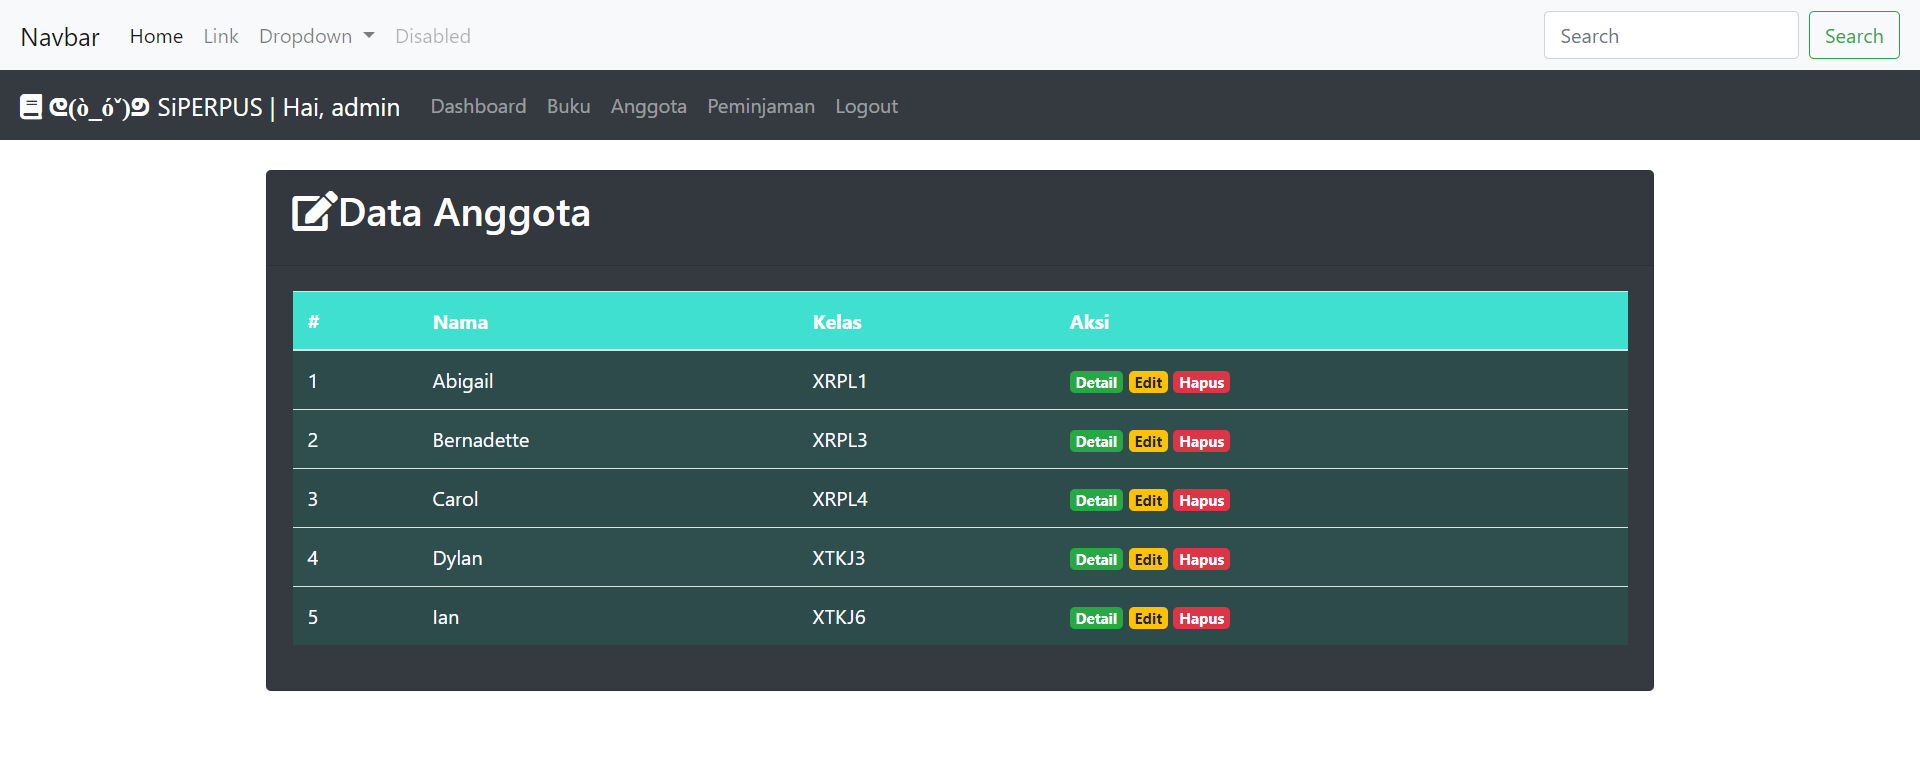 Navbar Home Link Dropdown Disabled Search Search
ᕙ(ò_óˇ)ᕗ SiPERPUS | Hai, admin Dashboard Buku Anggota Peminjaman Logout
Data Anggota
# Nama Kelas Aksi
1 Abigail XRPL1 Detail Edit Hapus
2 Bernadette XRPL3 Detail Edit Hapus
3 Carol XRPL4 Detail Edit Hapus
4 Dylan XTKJ3 Detail Edit Hapus
5 Ian XTKJ6 Detail Edit Hapus